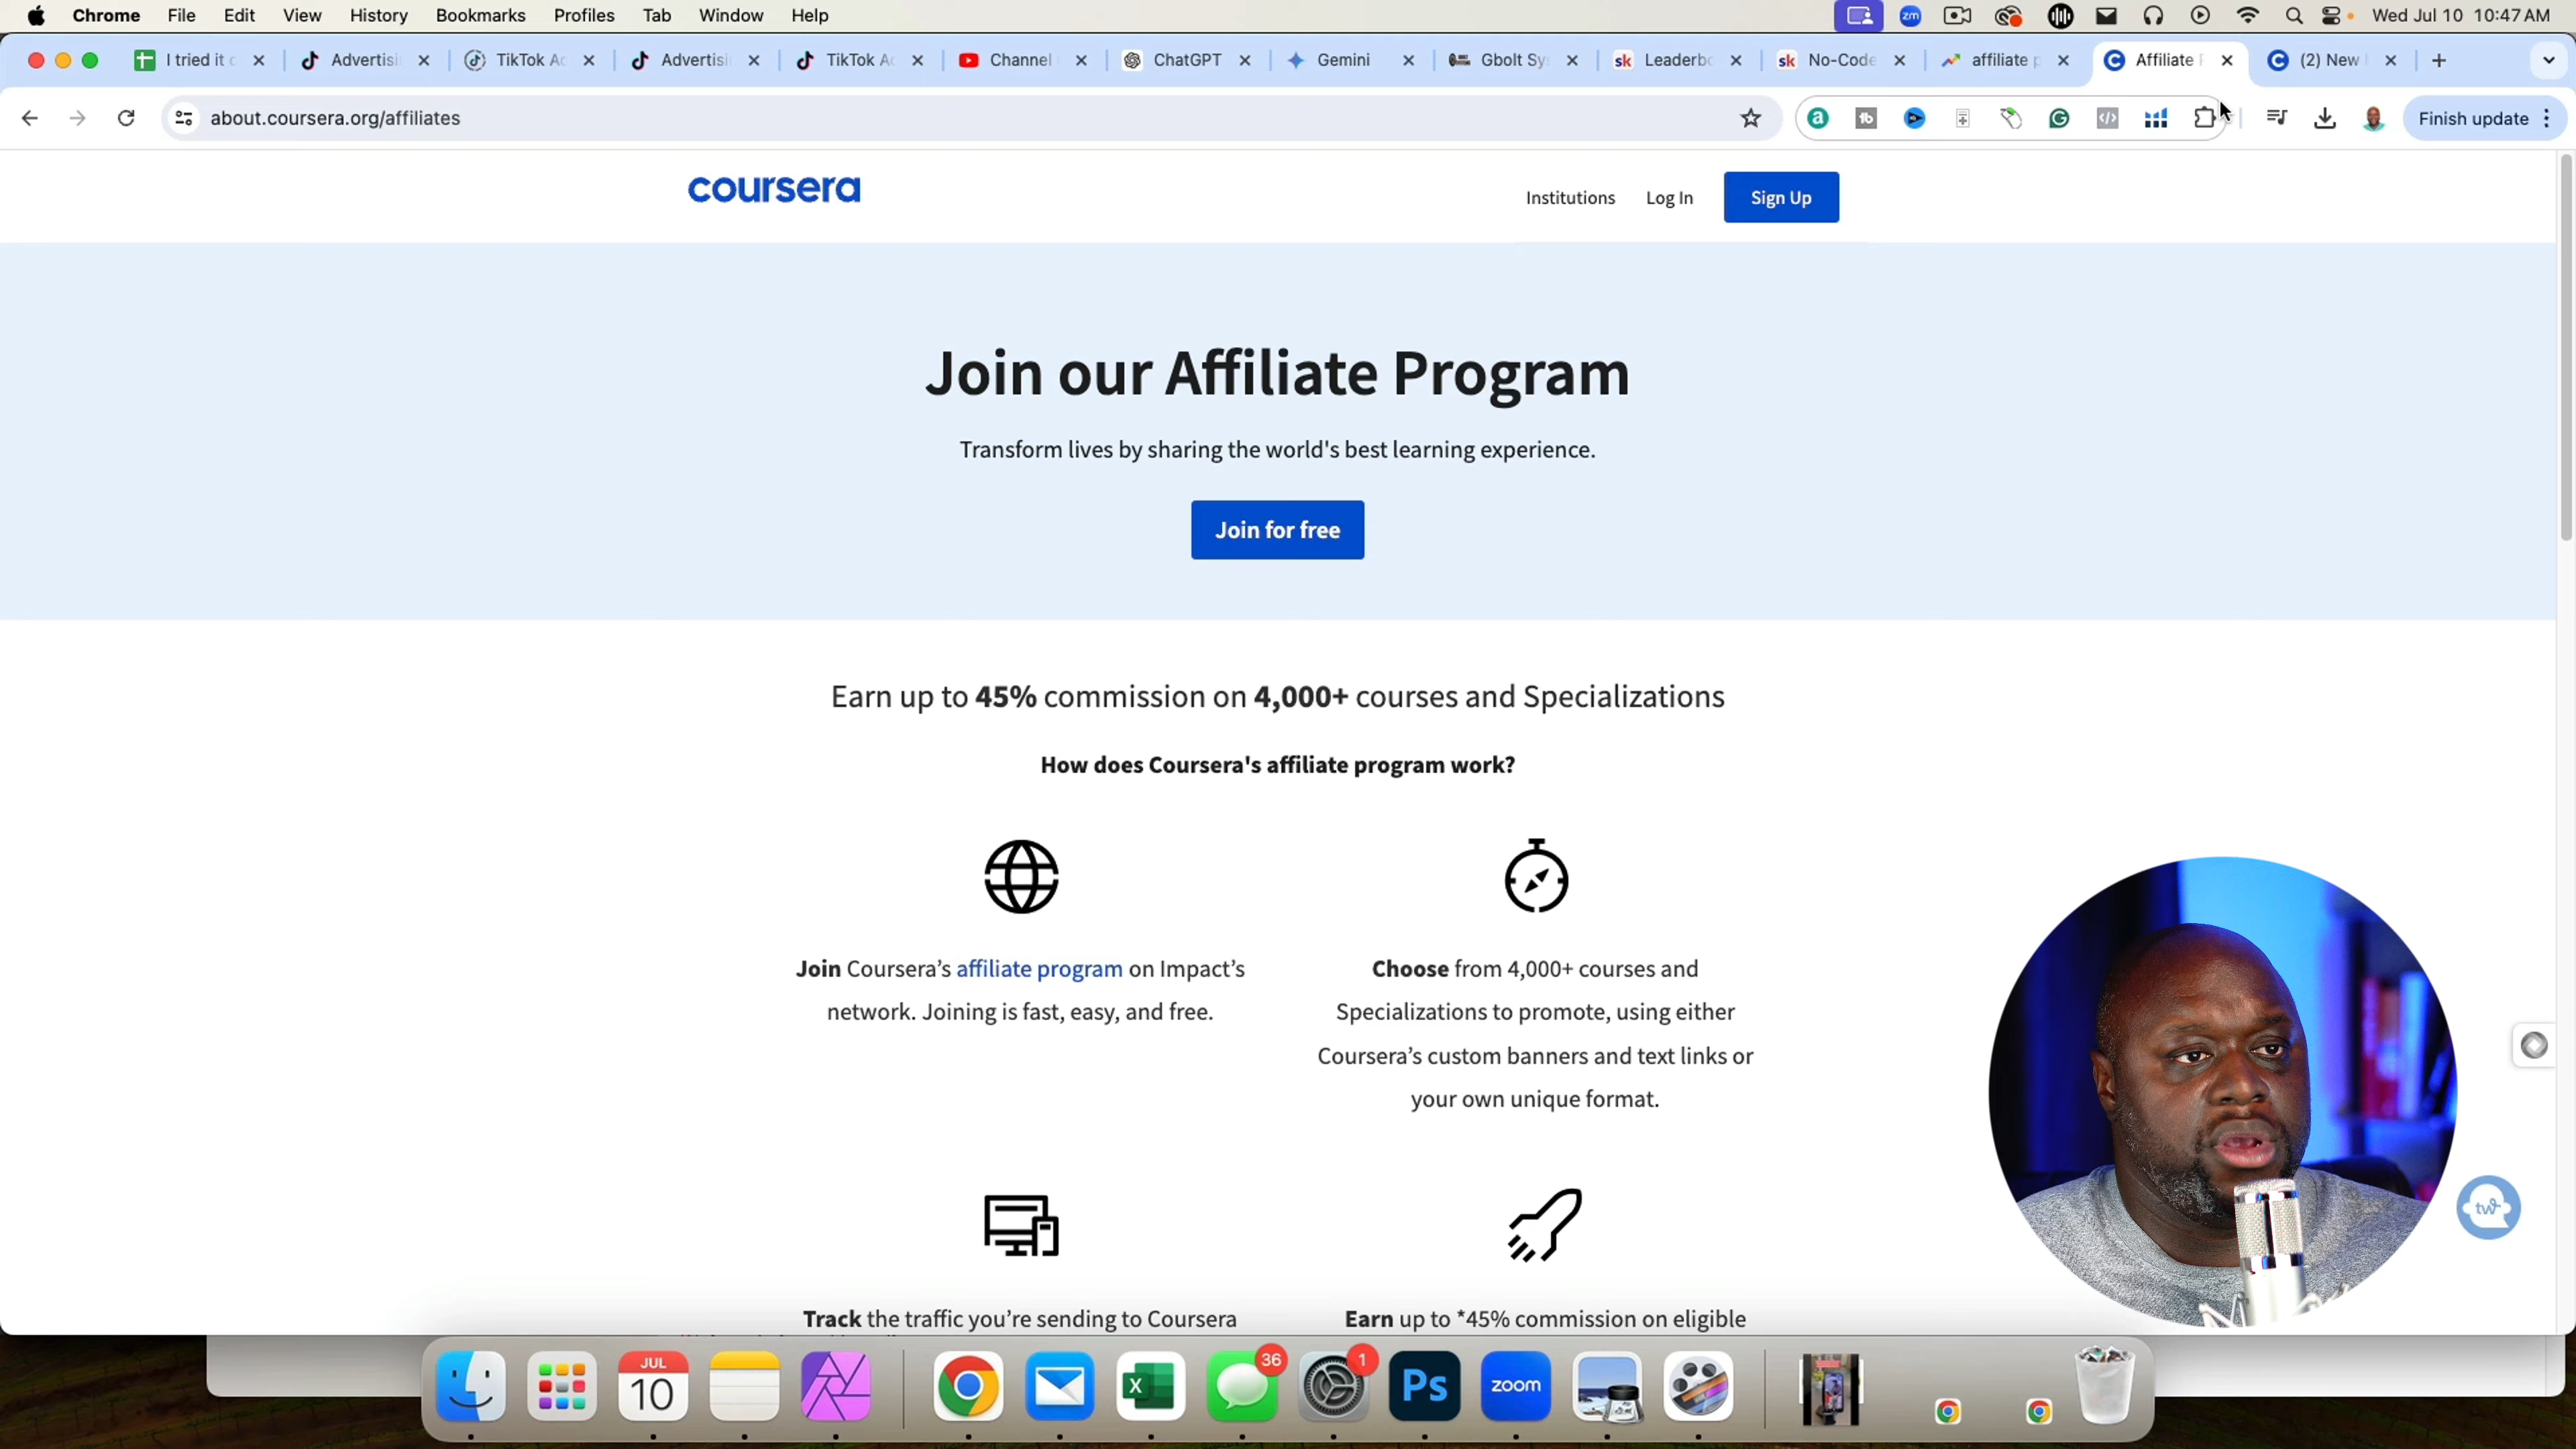 Chrome File Edit View History Bookmarks Profiles Tab Window Help zm Wed Jul 10 10:47 AM
I tried it Advertisi TikTok Ad Advertisi TikTok Ad Channel ChatGPT Gemini Gbolt Sy Leaderbo No-Code affiliate p Affiliate (2) New
about.coursera.org/affiliates Finish update
coursera Institutions Log In Sign Up
Join our Affiliate Program
Transform lives by sharing the world's best learning experience.
Join for free
Earn up to 45% commission on 4,000+ courses and Specializations
How does Coursera's affiliate program work?
Join Coursera’s affiliate program on Impact’s
network. Joining is fast, easy, and free.
Choose from 4,000+ courses and
Specializations to promote, using either
Coursera’s custom banners and text links or
your own unique format.
Track the traffic you’re sending to Coursera
Earn up to *45% commission on eligible
tw
JUL
10
36
1
Ps
zoom